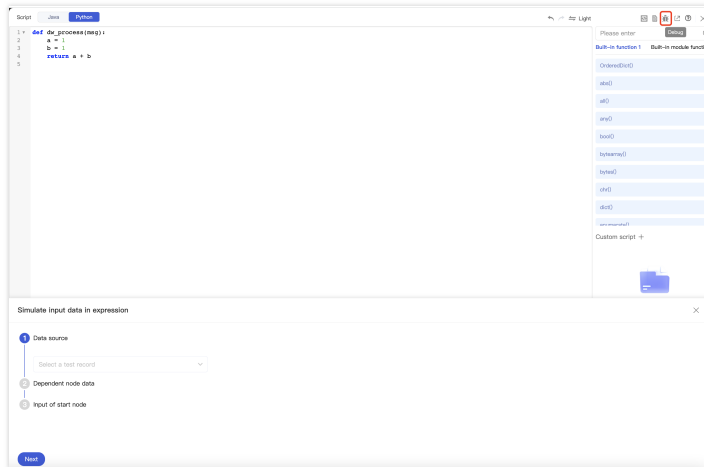 Script Java Python Light
Please enter Debug
1 def dw_process(msg):
2 a = 1
3 b = 1
4 return a + b
5
Built-in function 1 Built-in module functi
OrderedDict()
abs()
all()
any()
bool()
bytearray()
bytes()
chr()
dict()
enumerate()
Custom script +
Simulate input data in expression
1 Data source
Select a test record
2 Dependent node data
3 Input of start node
Next